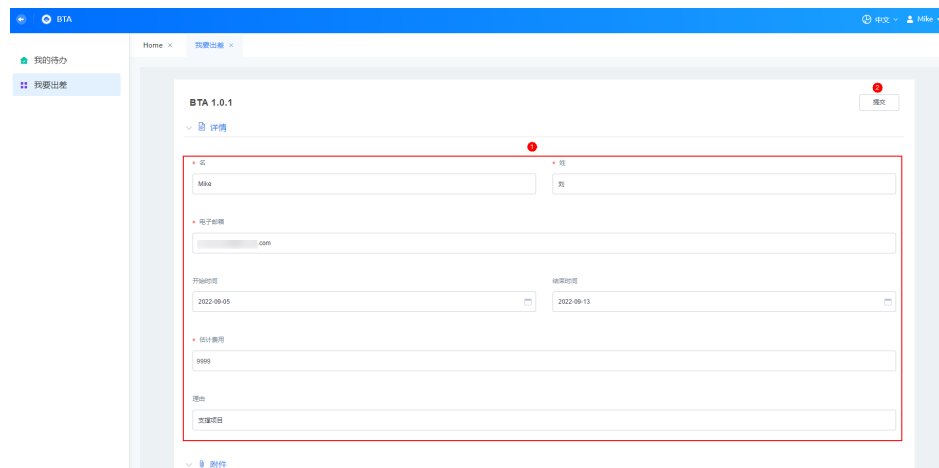 BTA 中文 Mike
Home × 我要出差 ×
我的待办
我要出差
BTA 1.0.1 2 提交
详情
1
* 名 * 姓
Mike 刘
* 电子邮箱
.com
开始时间 结束时间
2022-09-05 2022-09-13
* 估计费用
9999
理由
支撑项目
附件